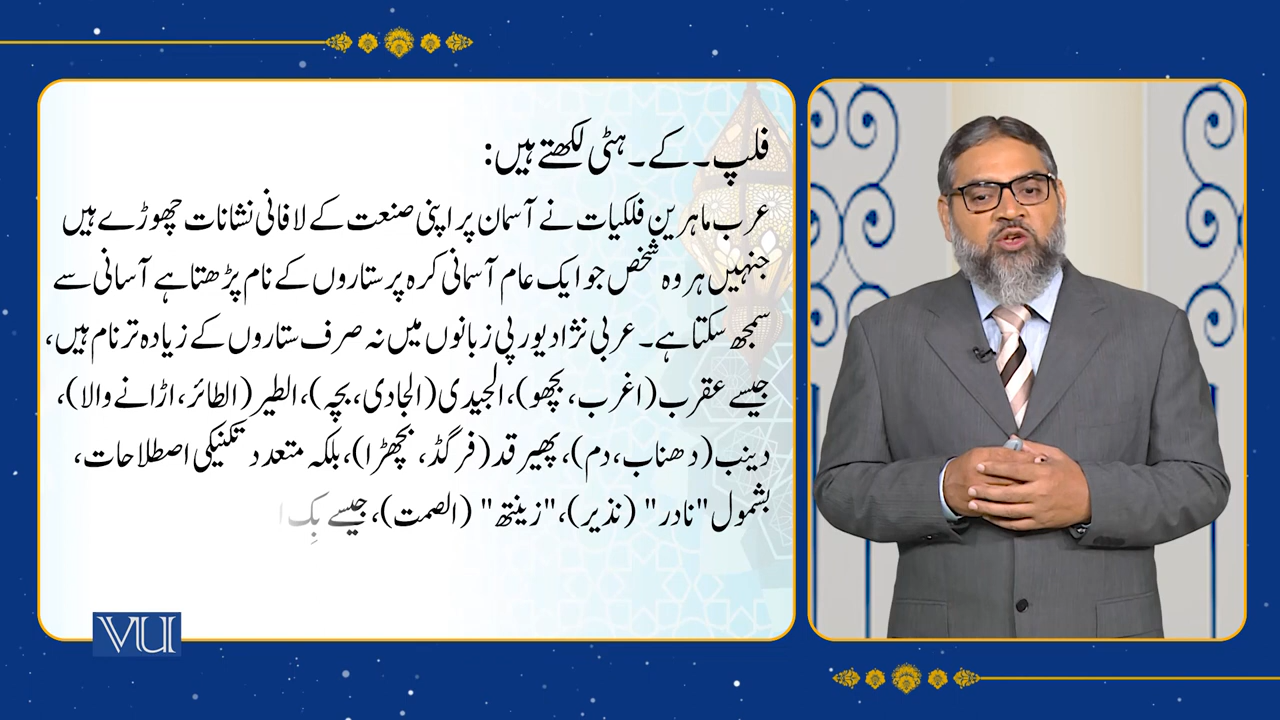 فلپ۔ کے۔ ہٹی لکھتے ہیں:
عرب ماہرین فلکیات نے آسمان پر اپنی صنعت کے لافانی نشانات چھوڑے ہیں
جنہیں ہر وہ شخص جو ایک عام آسمانی کرہ پر ستاروں کے نام پڑھتا ہے آسانی سے
سمجھ سکتا ہے۔ عربی نژاد یورپی زبانوں میں نہ صرف ستاروں کے زیادہ تر نام ہیں،
جیسے عقرب (اغرب، بچھو)، الجیدی (الجادی، بچہ)، الطیر (الطائر، اڑانے والا)،
دینب (دھناب، دم)، پھیر قد (فرگڈ، بچھڑا)، بلکہ متعدد تکنیکی اصطلاحات،
بشمول "نادر" (نذیر)، "زینتھ" (الصمت)، جیسے
VU